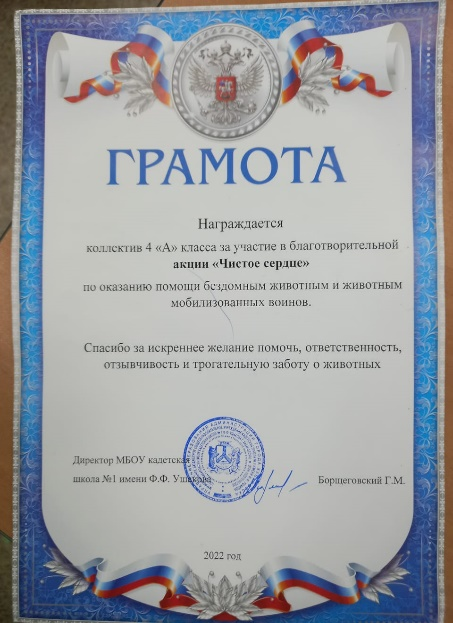 ГРАМОТА
Награждается
коллектив 4 «А» класса за участие в благотворительной
акции «Чистое сердце»
по оказанию помощи бездомным животным и животным
мобилизованных воинов.
Спасибо за искреннее желание помочь, ответственность,
отзывчивость и трогательную заботу о животных
Директор МБОУ кадетская
школа №1 имени Ф.Ф. Ушакова
Борщеговский Г.М.
2022 год